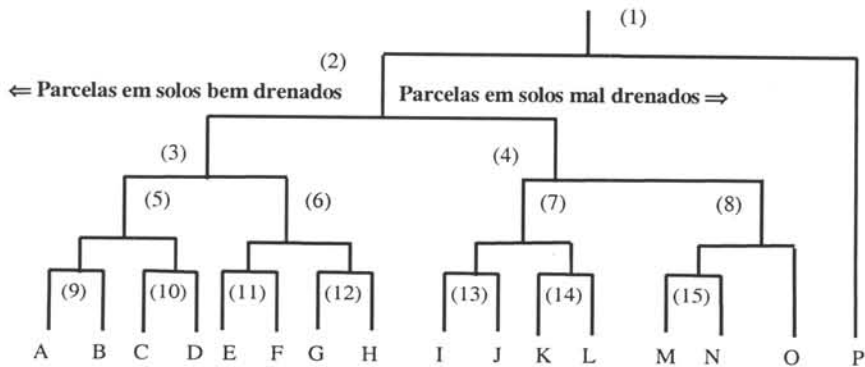 (1)
(2)
⇐ Parcelas em solos bem drenados Parcelas em solos mal drenados ⇒
(3) (4)
(5) (6) (7) (8)
(9) (10) (11) (12) (13) (14) (15)
A B C D E F G H I J K L M N O P